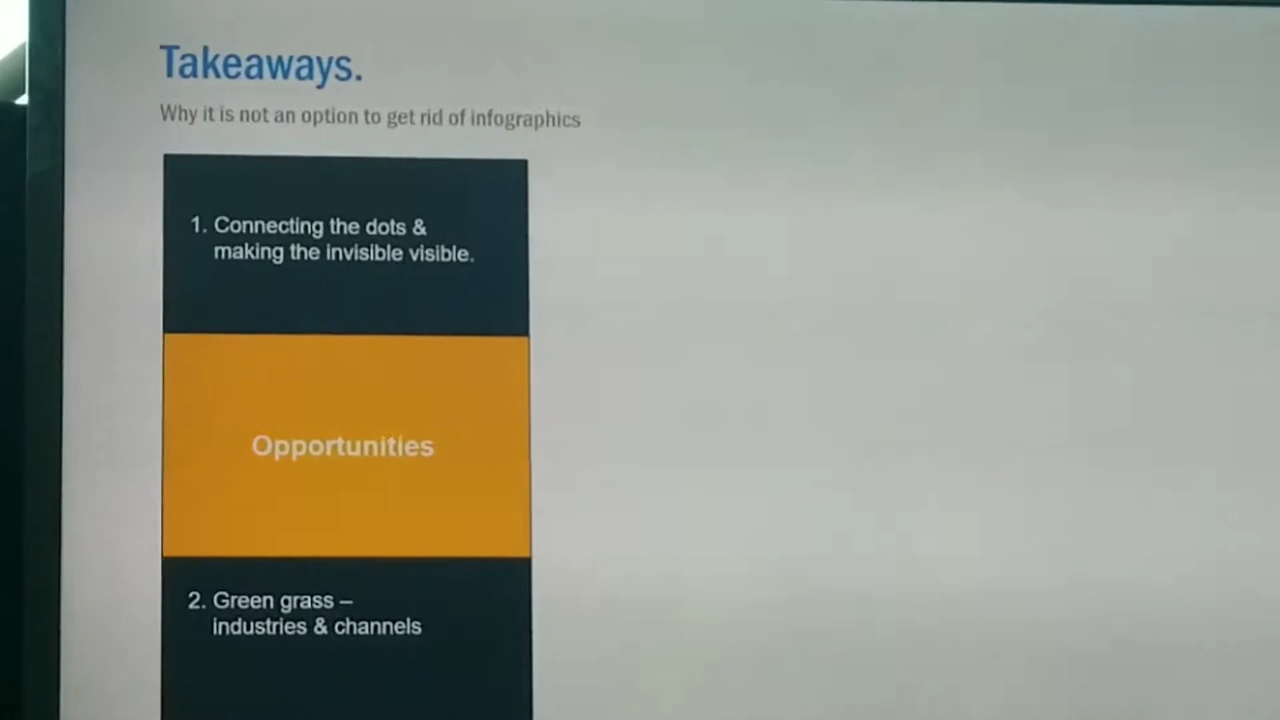 Takeaways.
Why it is not an option to get rid of infographics
1. Connecting the dots &
making the invisible visible.
Opportunities
2. Green grass –
industries & channels